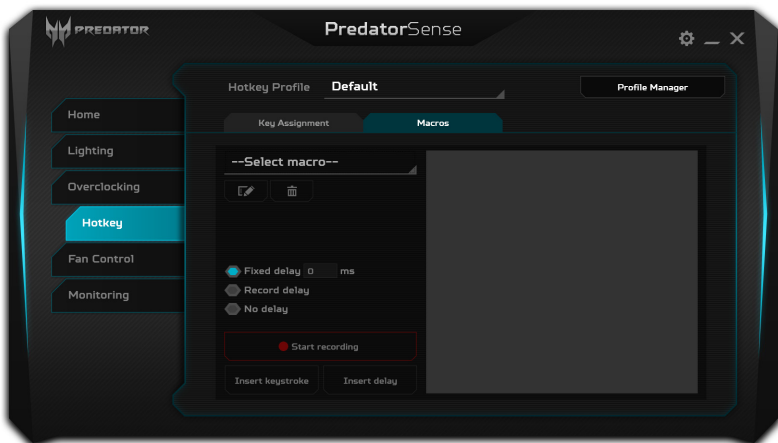 PREDATOR
PredatorSense
Hotkey Profile Default
Profile Manager
Home
Lighting
Overclocking
Hotkey
Fan Control
Monitoring
Key Assignment
Macros
--Select macro--
Fixed delay 0 ms
Record delay
No delay
Start recording
Insert keystroke
Insert delay